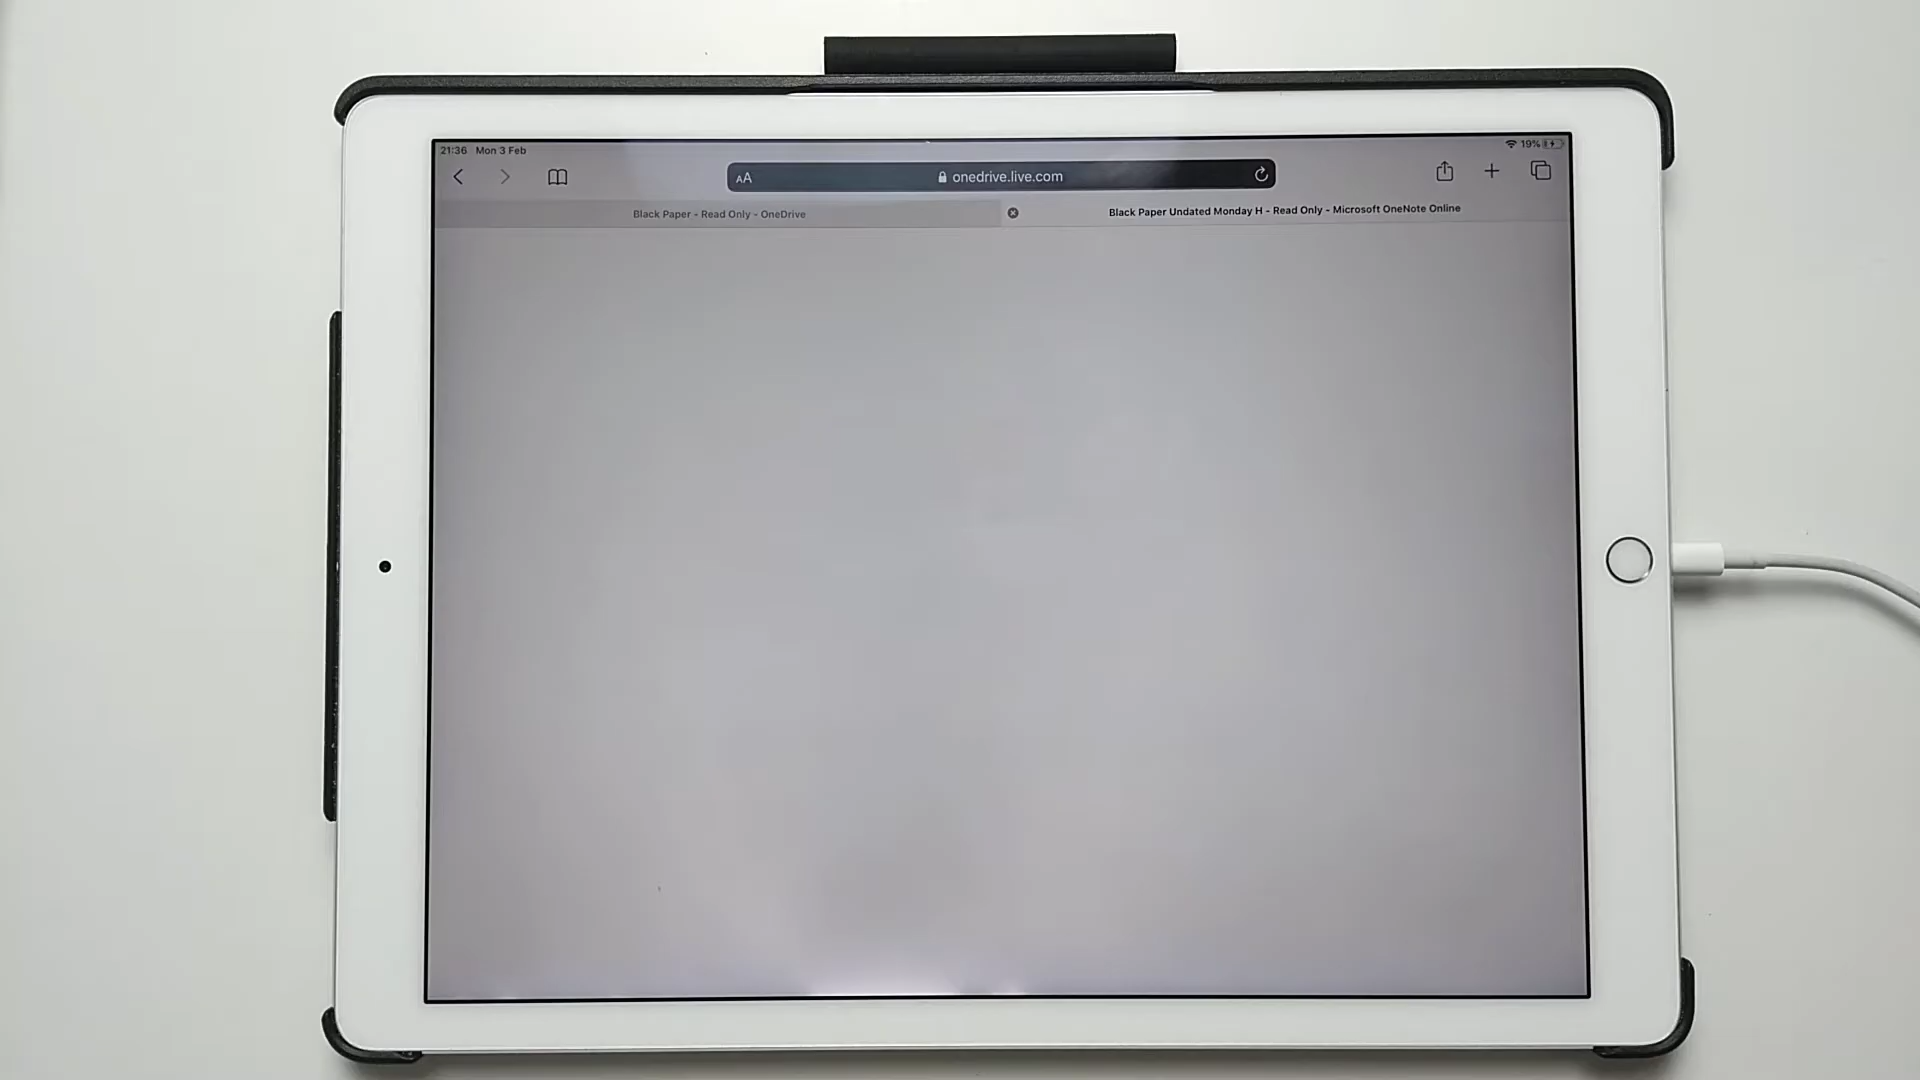 21:36 Mon 3 Feb
19%
AA
onedrive.live.com
Black Paper - Read Only - OneDrive
Black Paper Undated Monday H - Read Only - Microsoft OneNote Online